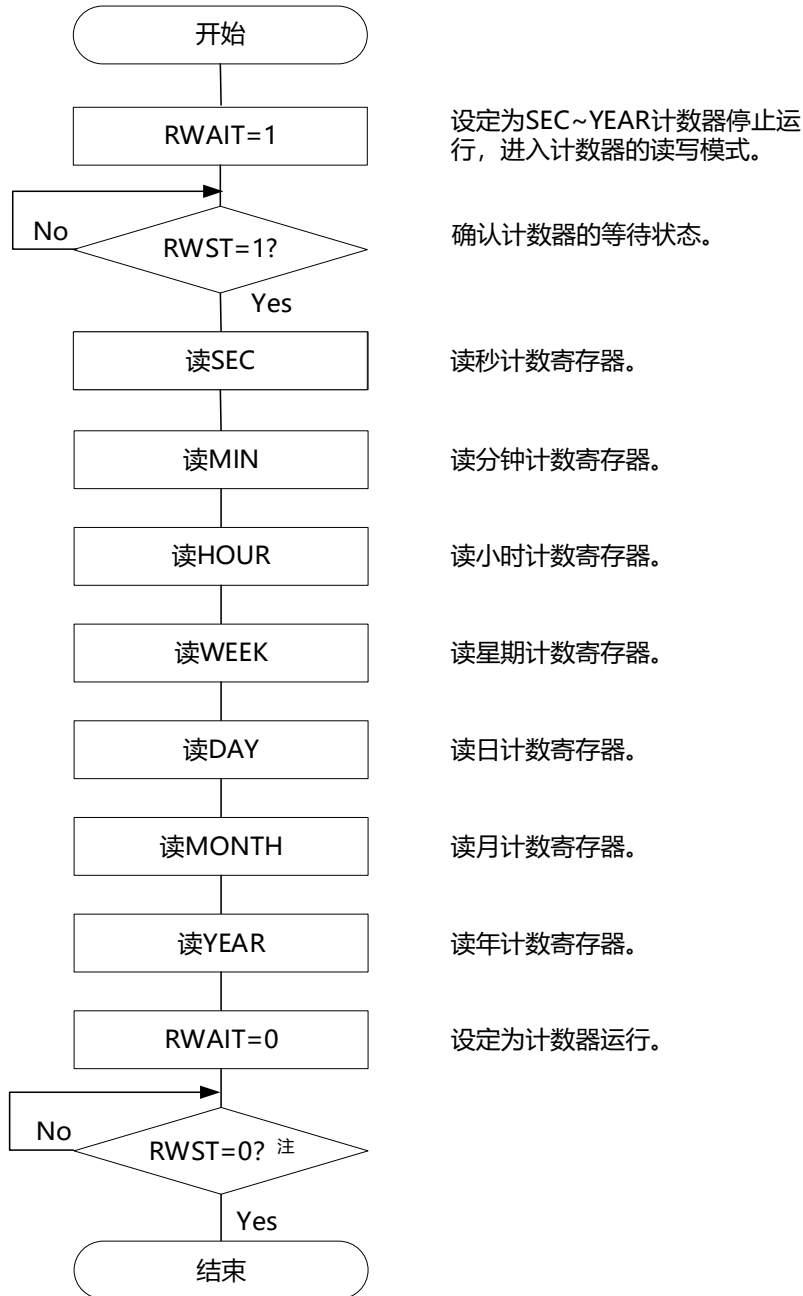 开始
RWAIT=1
设定为SEC~YEAR计数器停止运
行，进入计数器的读写模式。
No
RWST=1?
确认计数器的等待状态。
Yes
读SEC
读秒计数寄存器。
读MIN
读分钟计数寄存器。
读HOUR
读小时计数寄存器。
读WEEK
读星期计数寄存器。
读DAY
读日计数寄存器。
读MONTH
读月计数寄存器。
读YEAR
读年计数寄存器。
RWAIT=0
设定为计数器运行。
No
RWST=0? 注
Yes
结束